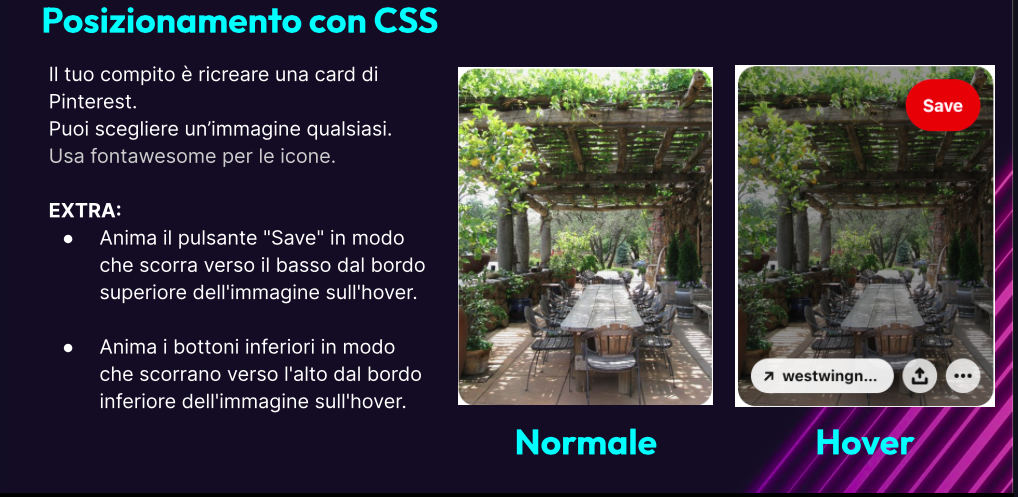 Posizionamento con CSS
Il tuo compito è ricreare una card di
Pinterest.
Puoi scegliere un’immagine qualsiasi.
Usa fontawesome per le icone.
EXTRA:
● Anima il pulsante "Save" in modo
che scorra verso il basso dal bordo
superiore dell'immagine sull'hover.
● Anima i bottoni inferiori in modo
che scorrano verso l'alto dal bordo
inferiore dell'immagine sull'hover.
Save
westwingn...
Normale
Hover